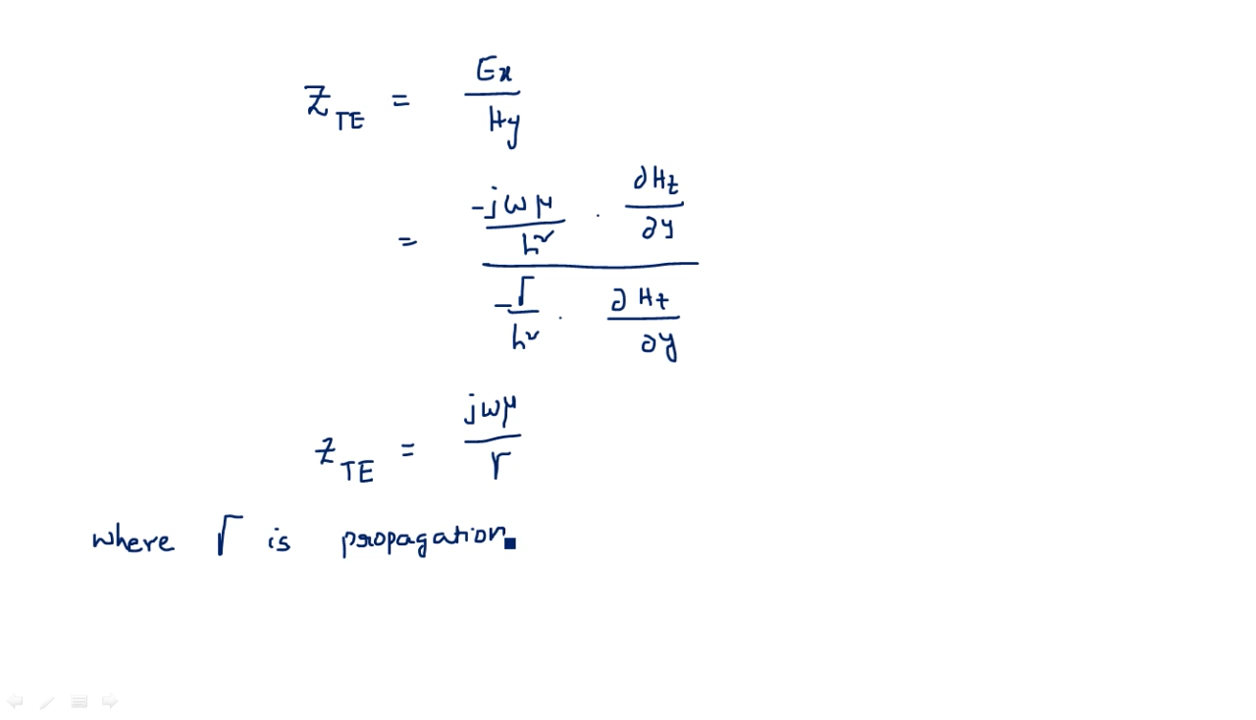 Z_TE = Ex / Hy
= (-jωμ / h² · ∂Hz / ∂y) / (-Γ / h² · ∂Hz / ∂y)
Z_TE = jωμ / Γ
where Γ is propagation